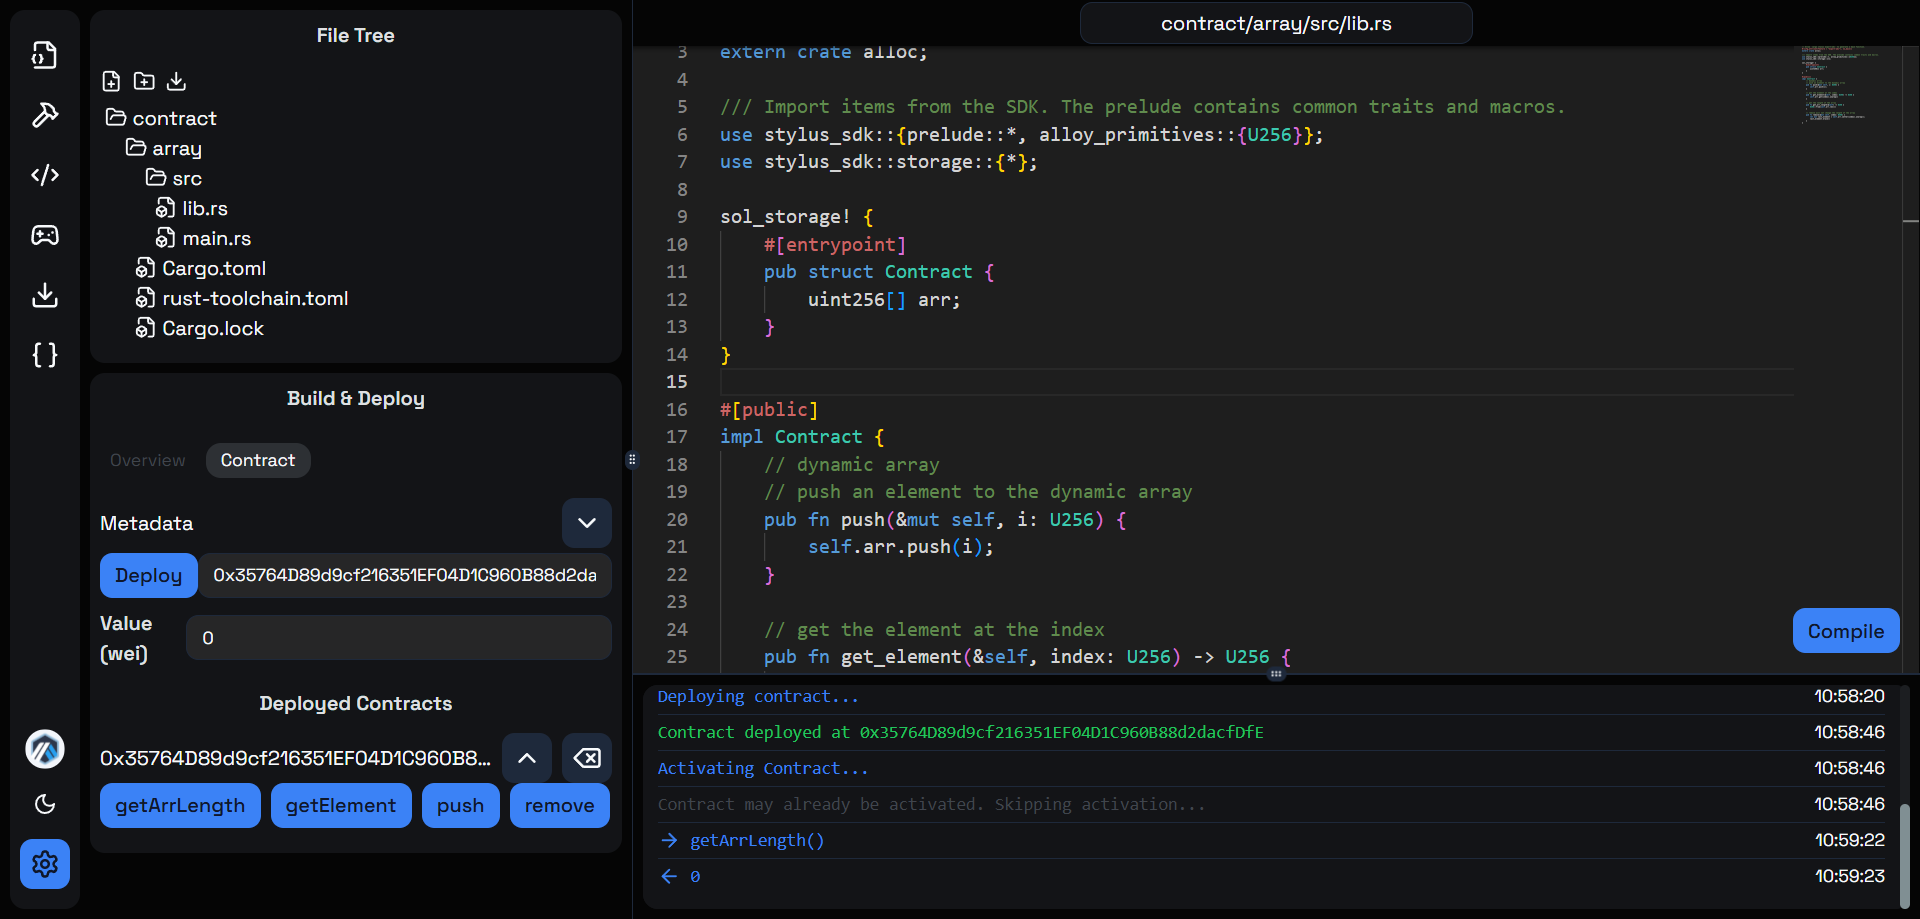 File Tree
contract
array
src
lib.rs
main.rs
Cargo.toml
rust-toolchain.toml
Cargo.lock
Build & Deploy
Overview
Contract
Metadata
Deploy
0x35764D89d9cf216351EF04D1C960B88d2da
Value
(wei)
0
Deployed Contracts
0x35764D89d9cf216351EF04D1C960B8...
getArrLength
getElement
push
remove
contract/array/src/lib.rs
3 extern crate alloc;
4
5 /// Import items from the SDK. The prelude contains common traits and macros.
6 use stylus_sdk::{prelude::*, alloy_primitives::{U256}};
7 use stylus_sdk::storage::{*};
8
9 sol_storage! {
10 #[entrypoint]
11 pub struct Contract {
12 uint256[] arr;
13 }
14 }
15
16 #[public]
17 impl Contract {
18 // dynamic array
19 // push an element to the dynamic array
20 pub fn push(&mut self, i: U256) {
21 self.arr.push(i);
22 }
23
24 // get the element at the index
25 pub fn get_element(&self, index: U256) -> U256 {
Compile
Deploying contract... 10:58:20
Contract deployed at 0x35764D89d9cf216351EF04D1C960B88d2dacfDfE 10:58:46
Activating Contract... 10:58:46
Contract may already be activated. Skipping activation... 10:58:46
→ getArrLength() 10:59:22
← 0 10:59:23